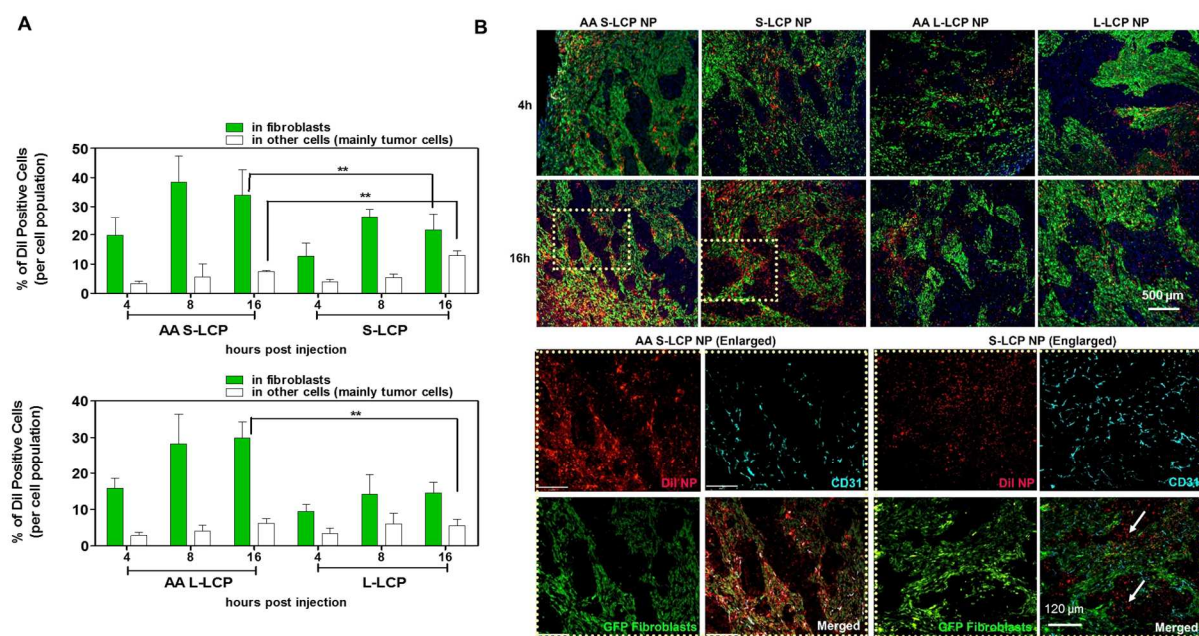 A
in fibroblasts
in other cells (mainly tumor cells)
% of DiI Positive Cells
(per cell population)
50
40
30
20
10
0
**
**
4 8 16 4 8 16
AA S-LCP S-LCP
hours post injection
in fibroblasts
in other cells (mainly tumor cells)
% of DiI Positive Cells
(per cell population)
40
30
20
10
0
**
4 8 16 4 8 16
AA L-LCP L-LCP
hours post injection
B
AA S-LCP NP S-LCP NP AA L-LCP NP L-LCP NP
4h
16h
500 µm
AA S-LCP NP (Enlarged) S-LCP NP (Englarged)
DiI NP CD31 DiI NP CD31
GFP Fibroblasts Merged GFP Fibroblasts 120 µm Merged